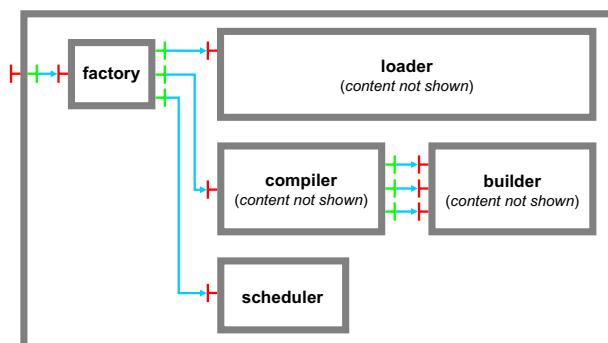 loader
(content not shown)
factory
compiler
(content not shown)
builder
(content not shown)
scheduler